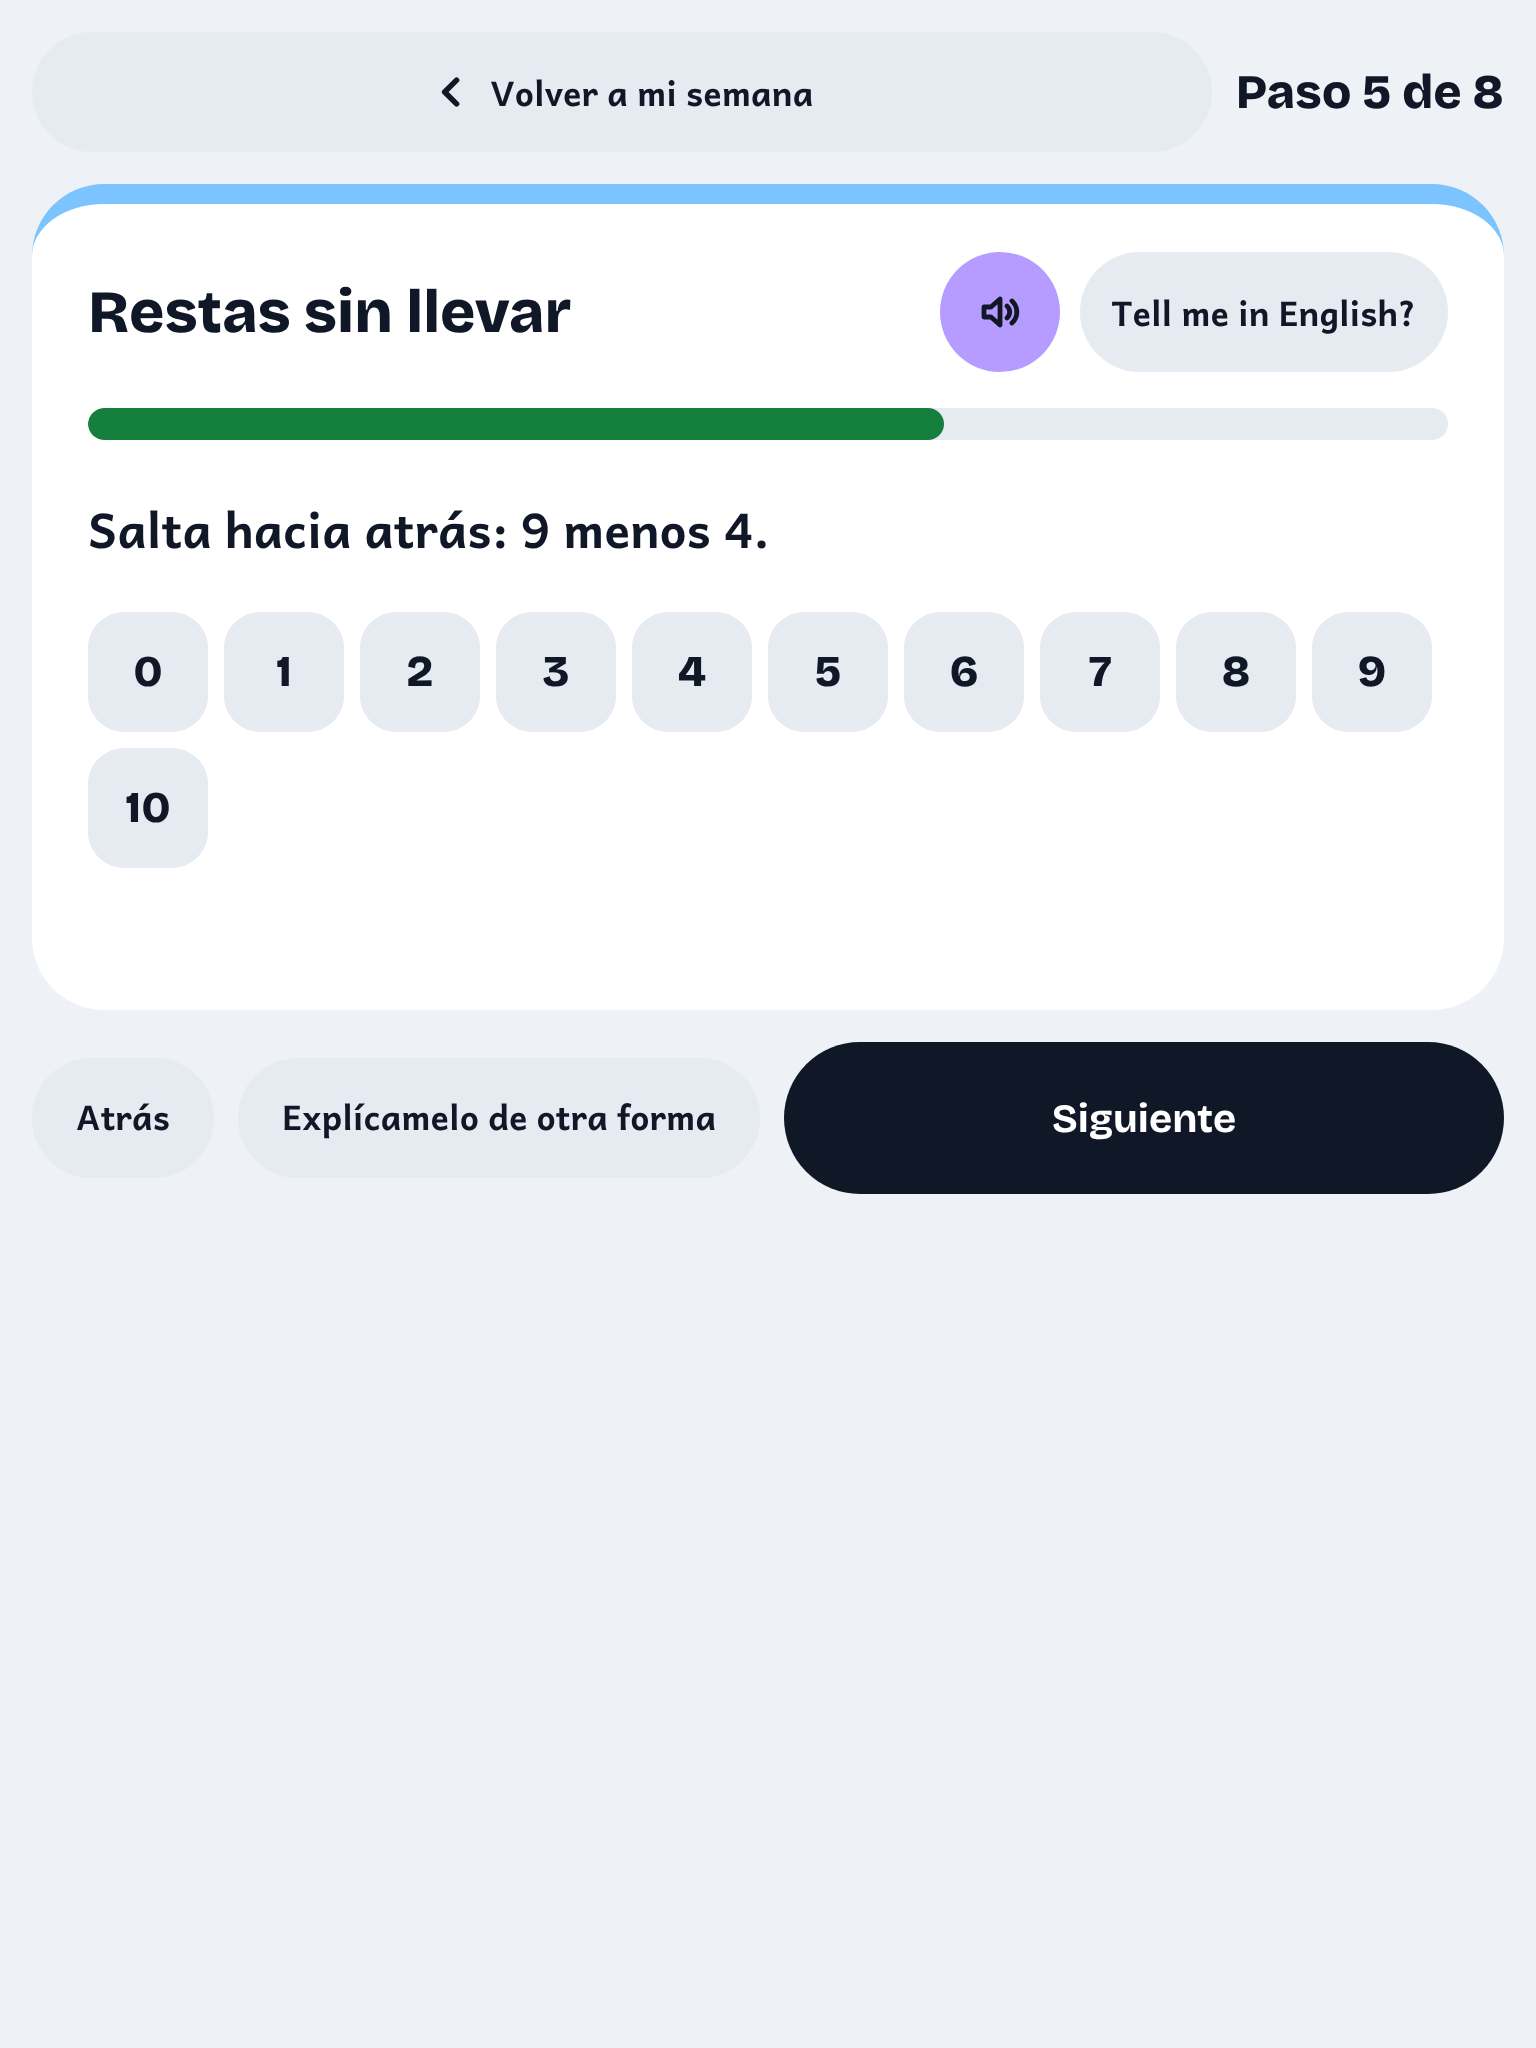 Volver a mi semana
Paso 5 de 8
Restas sin llevar
Tell me in English?
Salta hacia atrás: 9 menos 4.
0 1 2 3 4 5 6 7 8 9
10
Atrás
Explícamelo de otra forma
Siguiente